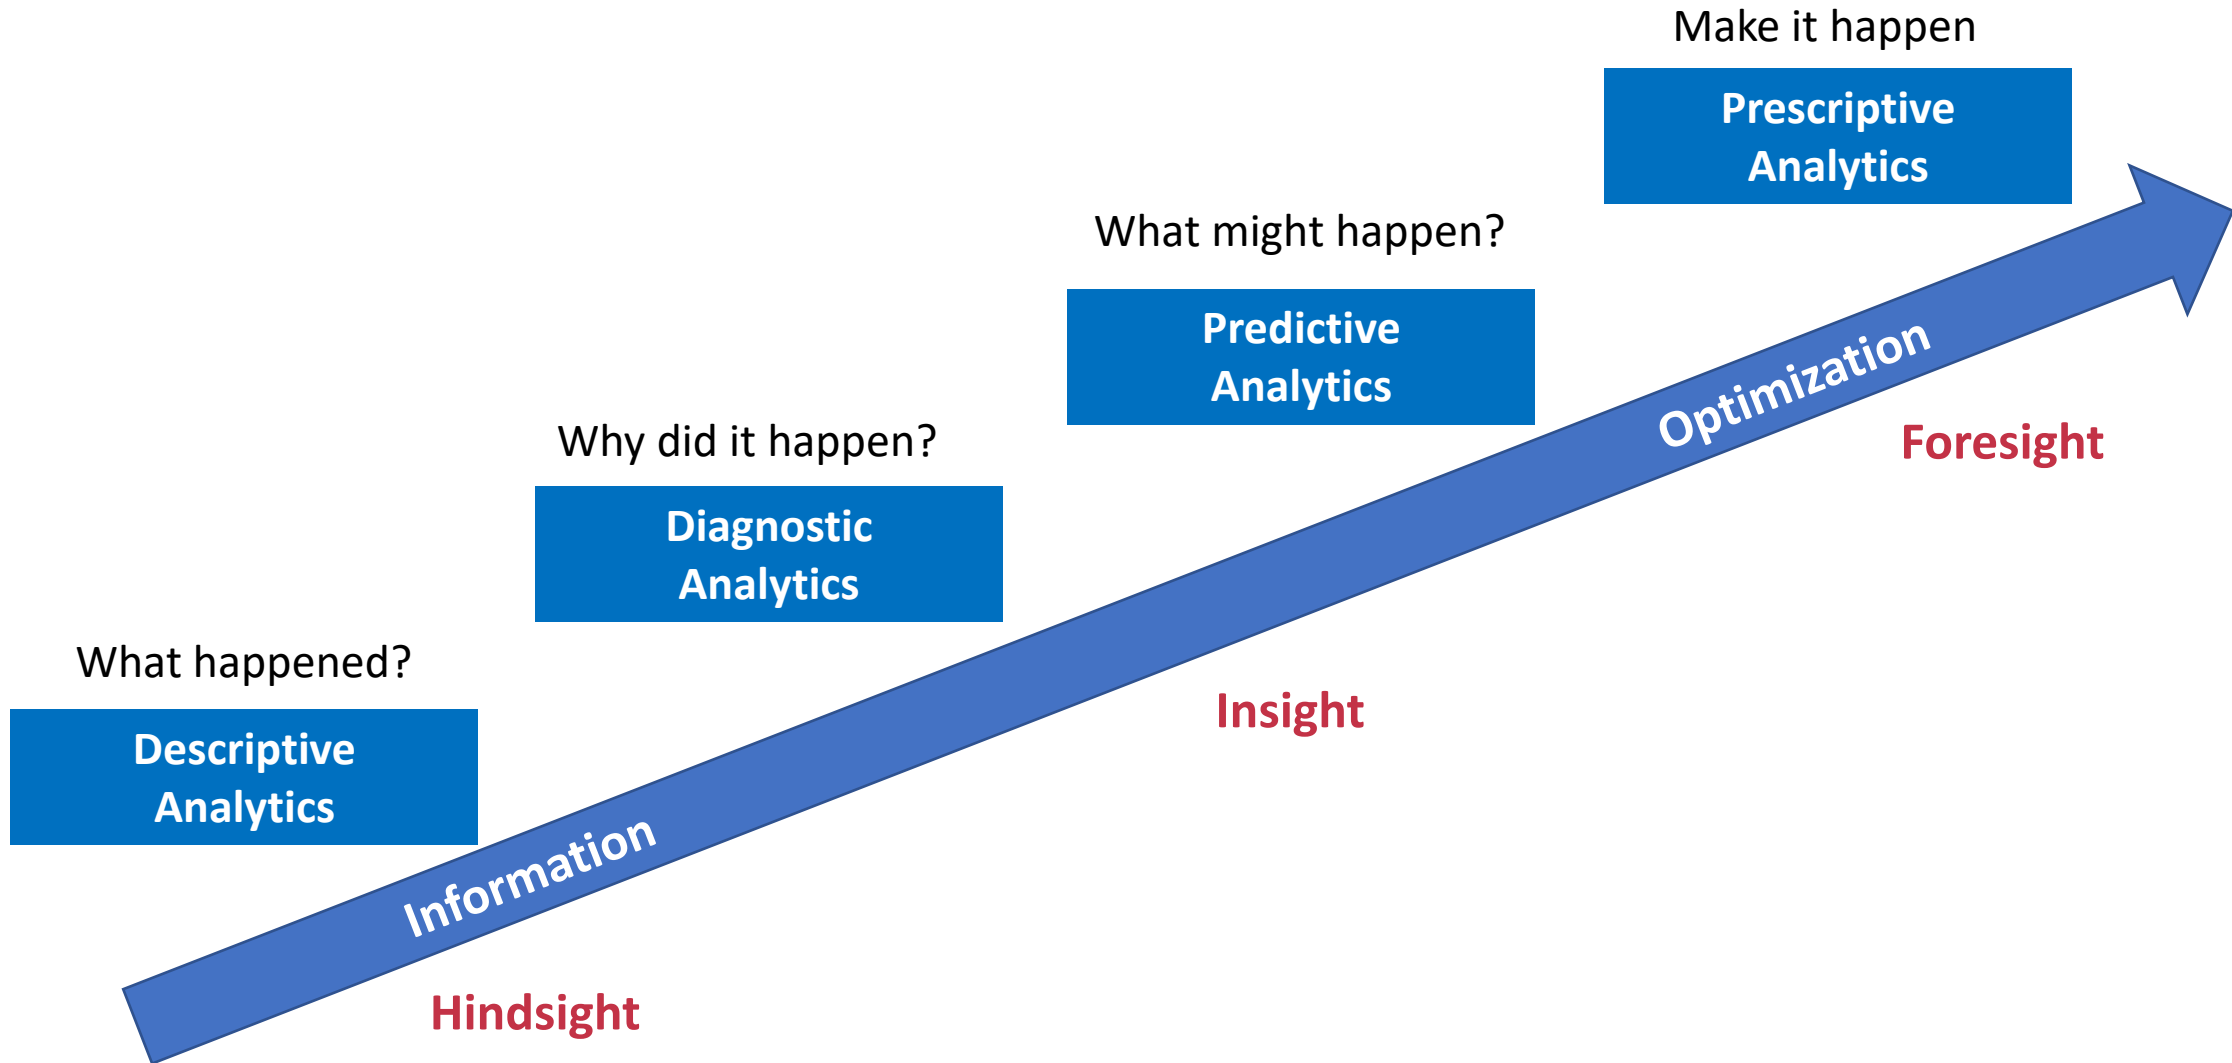 Make it happen
Prescriptive
Analytics
What might happen?
Predictive
Analytics
Optimization
Foresight
Why did it happen?
Diagnostic
Analytics
Insight
What happened?
Descriptive
Analytics
Information
Hindsight